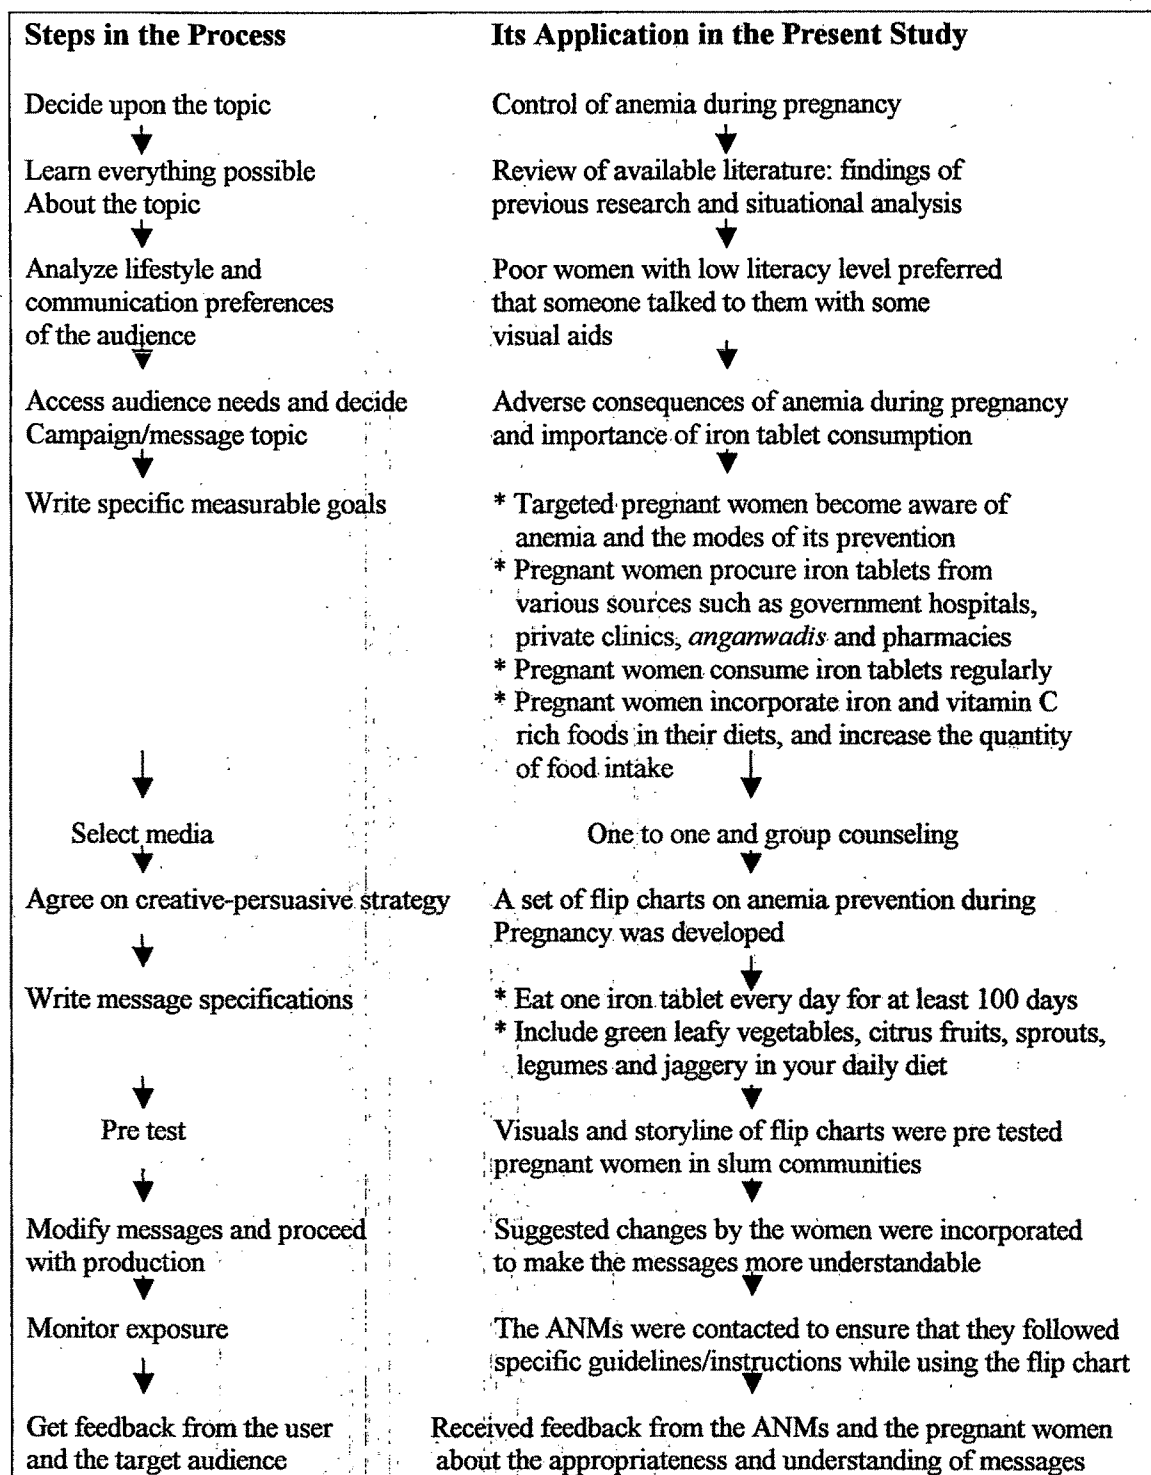 Steps in the Process
Its Application in the Present Study
Decide upon the topic
Control of anemia during pregnancy
Learn everything possible
About the topic
Review of available literature: findings of
previous research and situational analysis
Analyze lifestyle and
communication preferences
of the audience
Poor women with low literacy level preferred
that someone talked to them with some
visual aids
Access audience needs and decide
Campaign/message topic
Adverse consequences of anemia during pregnancy
and importance of iron tablet consumption
Write specific measurable goals
* Targeted pregnant women become aware of
anemia and the modes of its prevention
* Pregnant women procure iron tablets from
various sources such as government hospitals,
private clinics, anganwadis and pharmacies
* Pregnant women consume iron tablets regularly
* Pregnant women incorporate iron and vitamin C
rich foods in their diets, and increase the quantity
of food intake
Select media
One to one and group counseling
Agree on creative-persuasive strategy
A set of flip charts on anemia prevention during
Pregnancy was developed
Write message specifications
* Eat one iron tablet every day for at least 100 days
* Include green leafy vegetables, citrus fruits, sprouts,
legumes and jaggery in your daily diet
Pre test
Visuals and storyline of flip charts were pre tested
pregnant women in slum communities
Modify messages and proceed
with production
Suggested changes by the women were incorporated
to make the messages more understandable
Monitor exposure
The ANMs were contacted to ensure that they followed
specific guidelines/instructions while using the flip chart
Get feedback from the user
and the target audience
Received feedback from the ANMs and the pregnant women
about the appropriateness and understanding of messages